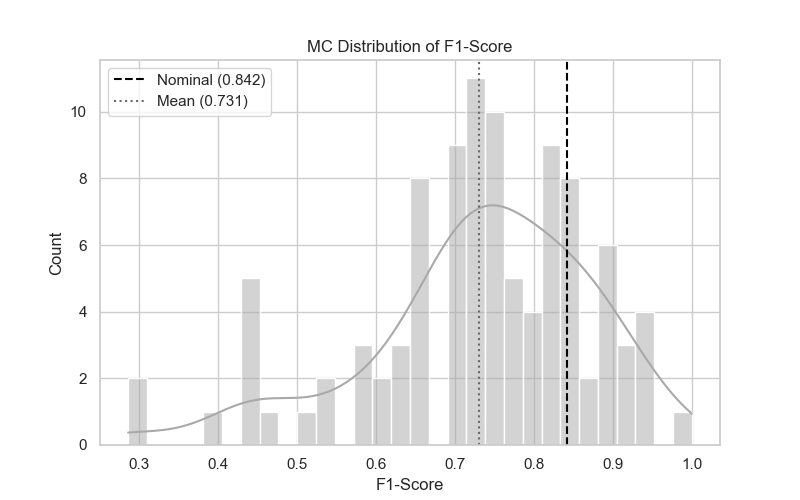 MC Distribution of F1-Score
Nominal (0.842)
Mean (0.731)
Count
10
8
6
4
2
0
0.3 0.4 0.5 0.6 0.7 0.8 0.9 1.0
F1-Score